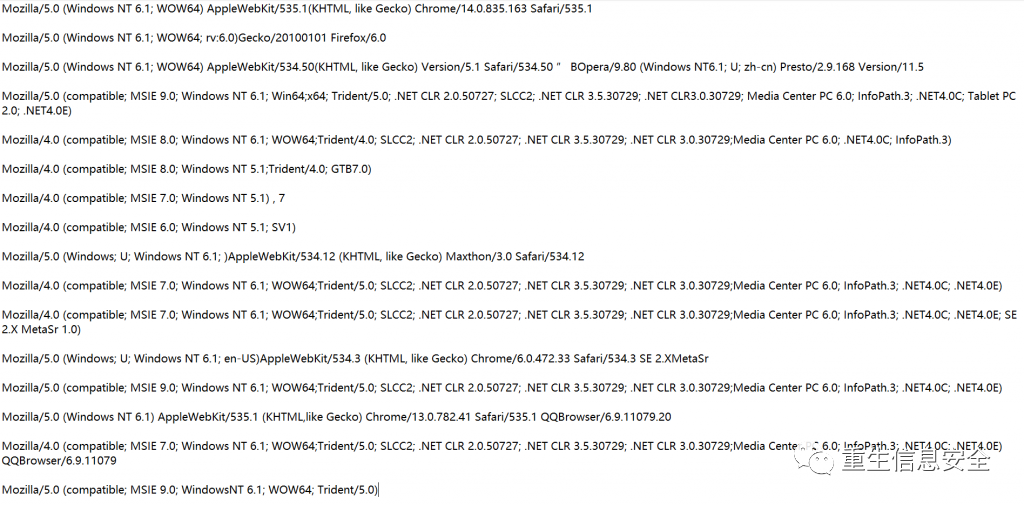 Mozilla/5.0 (Windows NT 6.1; WOW64) AppleWebKit/535.1(KHTML, like Gecko) Chrome/14.0.835.163 Safari/535.1
Mozilla/5.0 (Windows NT 6.1; WOW64; rv:6.0)Gecko/20100101 Firefox/6.0
Mozilla/5.0 (Windows NT 6.1; WOW64) AppleWebKit/534.50(KHTML, like Gecko) Version/5.1 Safari/534.50 ” BOpera/9.80 (Windows NT6.1; U; zh-cn) Presto/2.9.168 Version/11.5
Mozilla/5.0 (compatible; MSIE 9.0; Windows NT 6.1; Win64;x64; Trident/5.0; .NET CLR 2.0.50727; SLCC2; .NET CLR 3.5.30729; .NET CLR3.0.30729; Media Center PC 6.0; InfoPath.3; .NET4.0C; Tablet PC
2.0; .NET4.0E)
Mozilla/4.0 (compatible; MSIE 8.0; Windows NT 6.1; WOW64;Trident/4.0; SLCC2; .NET CLR 2.0.50727; .NET CLR 3.5.30729; .NET CLR 3.0.30729;Media Center PC 6.0; .NET4.0C; InfoPath.3)
Mozilla/4.0 (compatible; MSIE 8.0; Windows NT 5.1;Trident/4.0; GTB7.0)
Mozilla/4.0 (compatible; MSIE 7.0; Windows NT 5.1) , 7
Mozilla/4.0 (compatible; MSIE 6.0; Windows NT 5.1; SV1)
Mozilla/5.0 (Windows; U; Windows NT 6.1; )AppleWebKit/534.12 (KHTML, like Gecko) Maxthon/3.0 Safari/534.12
Mozilla/4.0 (compatible; MSIE 7.0; Windows NT 6.1; WOW64;Trident/5.0; SLCC2; .NET CLR 2.0.50727; .NET CLR 3.5.30729; .NET CLR 3.0.30729;Media Center PC 6.0; InfoPath.3; .NET4.0C; .NET4.0E)
Mozilla/4.0 (compatible; MSIE 7.0; Windows NT 6.1; WOW64;Trident/5.0; SLCC2; .NET CLR 2.0.50727; .NET CLR 3.5.30729; .NET CLR 3.0.30729;Media Center PC 6.0; InfoPath.3; .NET4.0C; .NET4.0E; SE
2.X MetaSr 1.0)
Mozilla/5.0 (Windows; U; Windows NT 6.1; en-US)AppleWebKit/534.3 (KHTML, like Gecko) Chrome/6.0.472.33 Safari/534.3 SE 2.XMetaSr
Mozilla/5.0 (compatible; MSIE 9.0; Windows NT 6.1; WOW64;Trident/5.0; SLCC2; .NET CLR 2.0.50727; .NET CLR 3.5.30729; .NET CLR 3.0.30729;Media Center PC 6.0; InfoPath.3; .NET4.0C; .NET4.0E)
Mozilla/5.0 (Windows NT 6.1) AppleWebKit/535.1 (KHTML,like Gecko) Chrome/13.0.782.41 Safari/535.1 QQBrowser/6.9.11079.20
Mozilla/4.0 (compatible; MSIE 7.0; Windows NT 6.1; WOW64;Trident/5.0; SLCC2; .NET CLR 2.0.50727; .NET CLR 3.5.30729; .NET CLR 3.0.30729;Media Center PC 6.0; InfoPath.3; .NET4.0C; .NET4.0E)
QQBrowser/6.9.11079
重生信息安全
Mozilla/5.0 (compatible; MSIE 9.0; WindowsNT 6.1; WOW64; Trident/5.0)